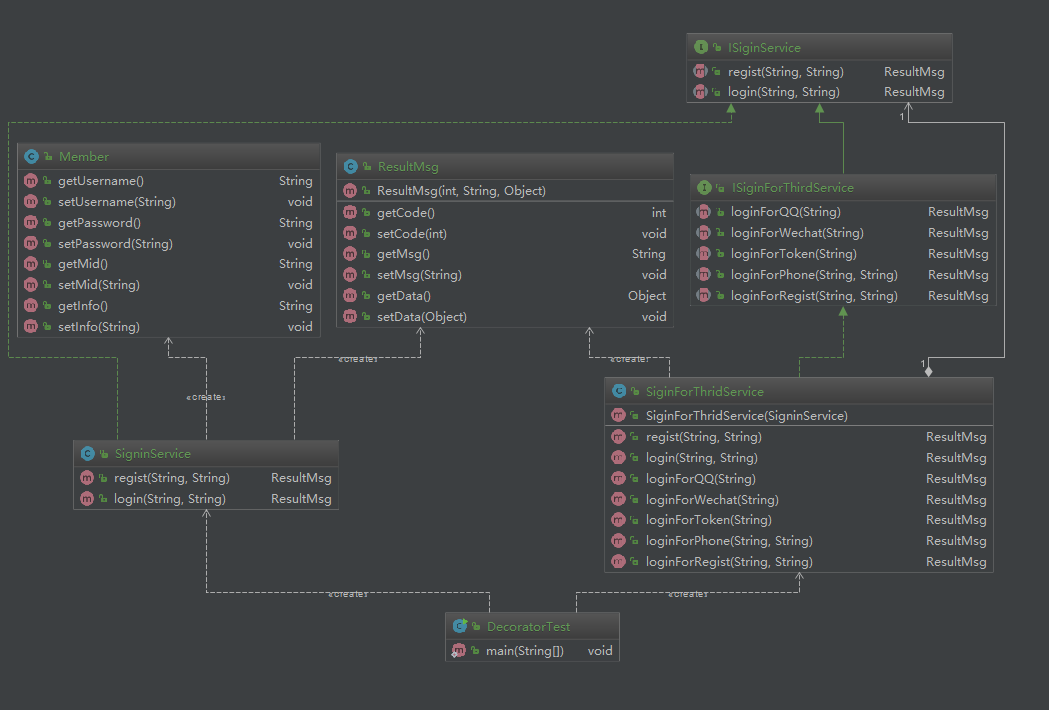 ISiginService
regist(String, String) ResultMsg
login(String, String) ResultMsg
1
Member
getUsername() String
setUsername(String) void
getPassword() String
setPassword(String) void
getMid() String
setMid(String) void
getInfo() String
setInfo(String) void
ResultMsg
ResultMsg(int, String, Object)
getCode() int
setCode(int) void
getMsg() String
setMsg(String) void
getData() Object
setData(Object) void
ISiginForThirdService
loginForQQ(String) ResultMsg
loginForWechat(String) ResultMsg
loginForToken(String) ResultMsg
loginForPhone(String, String) ResultMsg
loginForRegist(String, String) ResultMsg
«create»
«create»
1
«create»
SigninService
regist(String, String) ResultMsg
login(String, String) ResultMsg
SiginForThridService
SiginForThridService(SigninService)
regist(String, String) ResultMsg
login(String, String) ResultMsg
loginForQQ(String) ResultMsg
loginForWechat(String) ResultMsg
loginForToken(String) ResultMsg
loginForPhone(String, String) ResultMsg
loginForRegist(String, String) ResultMsg
«create»
«create»
DecoratorTest
main(String[]) void